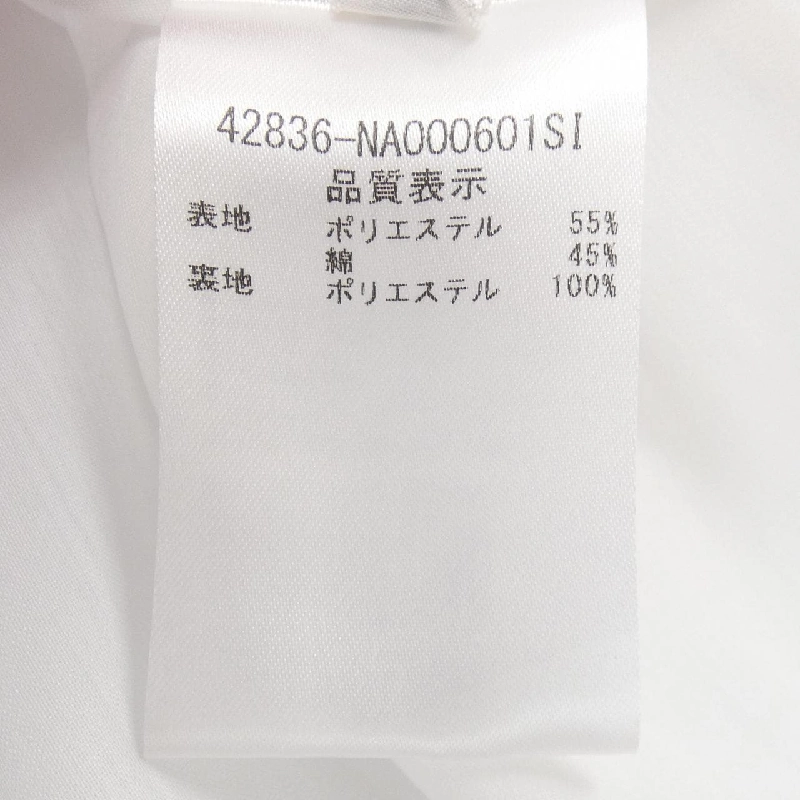 42836-NA000601SI
品質表示
表地 ポリエステル 55%
綿 45%
裏地 ポリエステル 100%